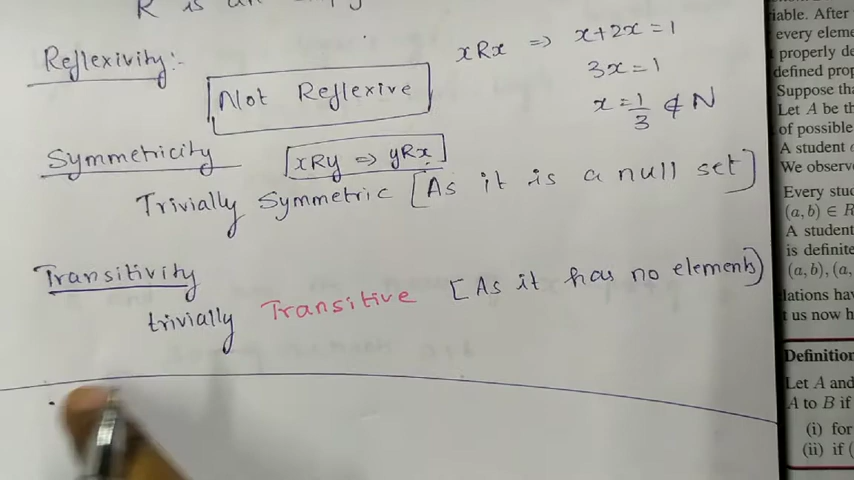 R is an
Reflexivity:-
xRx => x+2x=1
3x=1
x=1/3 ∉ N
Not Reflexive
Symmetricity
xRy => yRx
Trivially Symmetric [As it is a null set]
Transitivity
trivially Transitive [As it has no elements)
iable. After
every eleme
properly de
defined prop
Suppose tha
Let A be th
of possible
A student
We observe
Every stud
(a, b) ∈ R
A student
is definite
(a, b), (a,
lations hav
t us now h
Definition
Let A and
A to B if
(i) for
(ii) if (